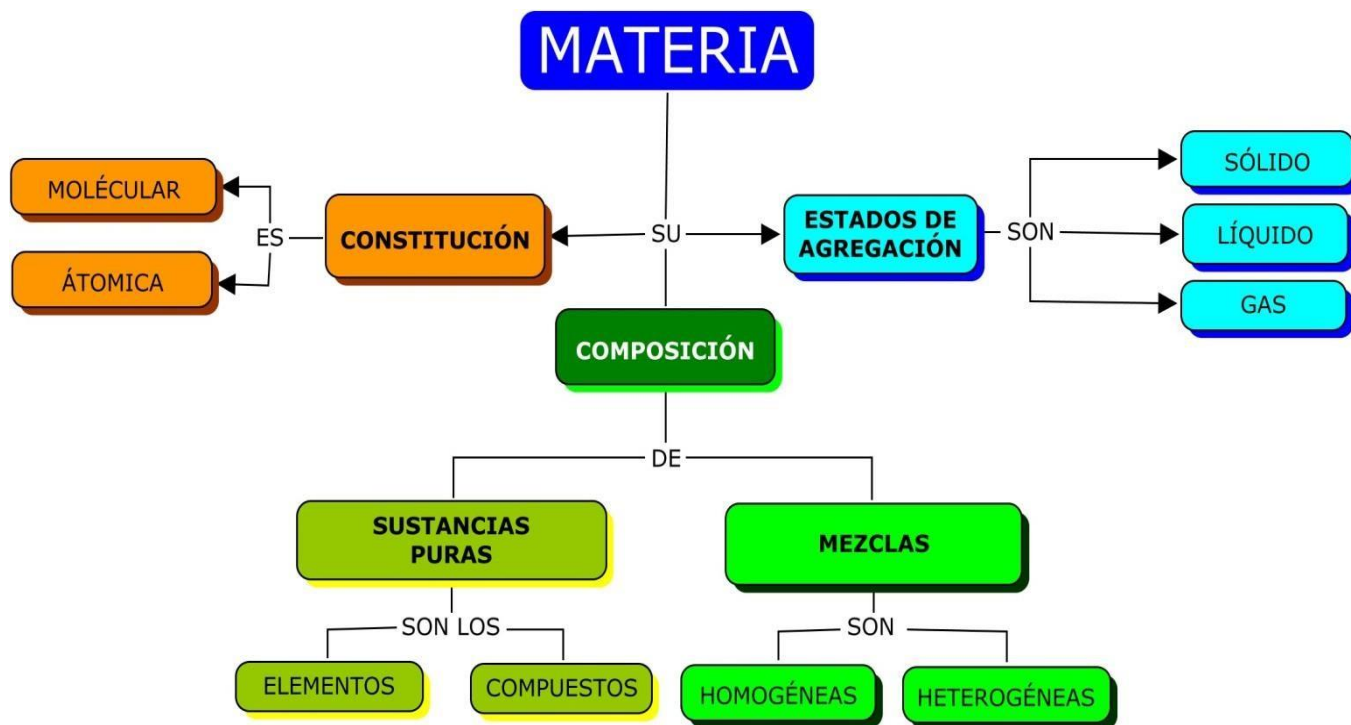 MATERIA
SÓLIDO
MOLÉCULAR
ES
CONSTITUCIÓN
SU
ESTADOS DE
AGREGACIÓN
SON
LÍQUIDO
ÁTOMICA
GAS
COMPOSICIÓN
DE
SUSTANCIAS
PURAS
MEZCLAS
SON LOS
SON
ELEMENTOS
COMPUESTOS
HOMOGÉNEAS
HETEROGÉNEAS